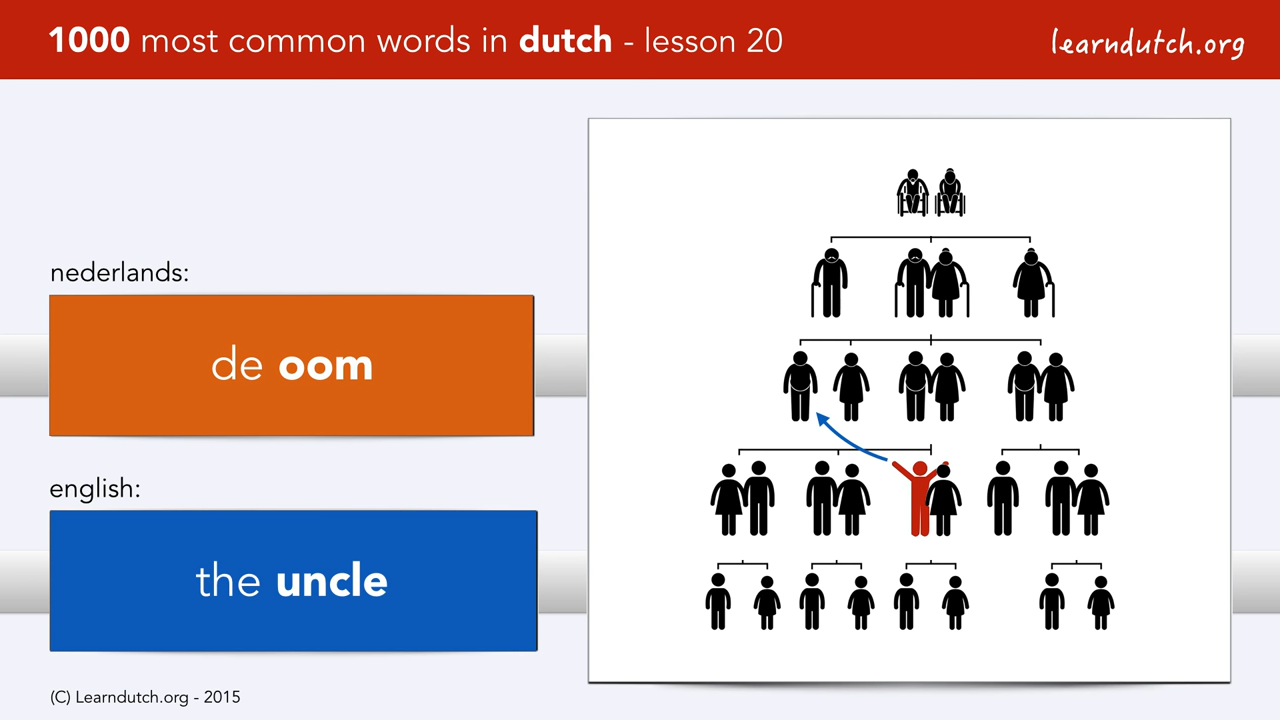 1000 most common words in dutch - lesson 20
learndutch.org
nederlands:
de oom
english:
the uncle
(C) Learndutch.org - 2015